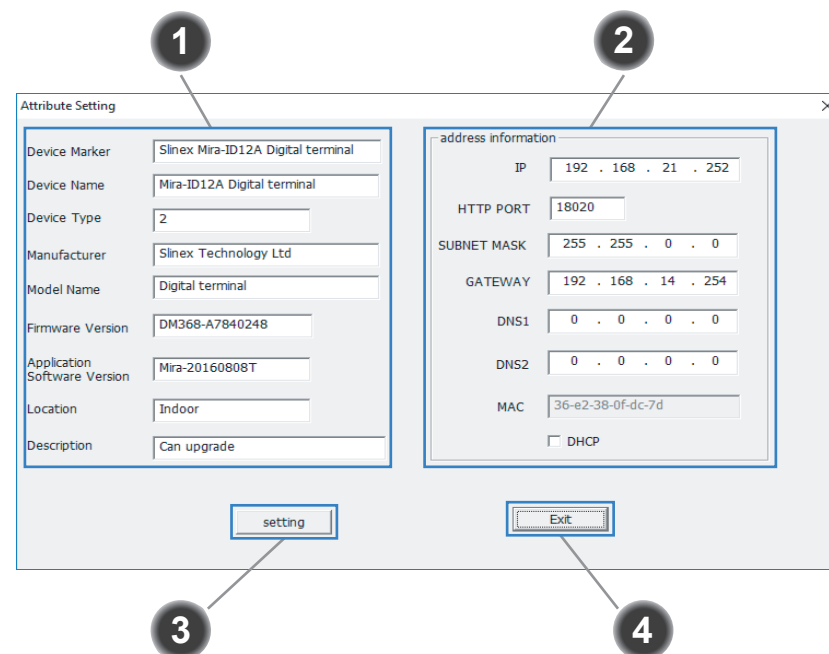 1
2
Attribute Setting
Device Marker Slinex Mira-ID12A Digital terminal
Device Name Mira-ID12A Digital terminal
Device Type 2
Manufacturer Slinex Technology Ltd
Model Name Digital terminal
Firmware Version DM368-A7840248
Application
Software Version Mira-20160808T
Location Indoor
Description Can upgrade
address information
IP 192 . 168 . 21 . 252
HTTP PORT 18020
SUBNET MASK 255 . 255 . 0 . 0
GATEWAY 192 . 168 . 14 . 254
DNS1 0 . 0 . 0 . 0
DNS2 0 . 0 . 0 . 0
MAC 36-e2-38-0f-dc-7d
DHCP
setting
Exit
3
4